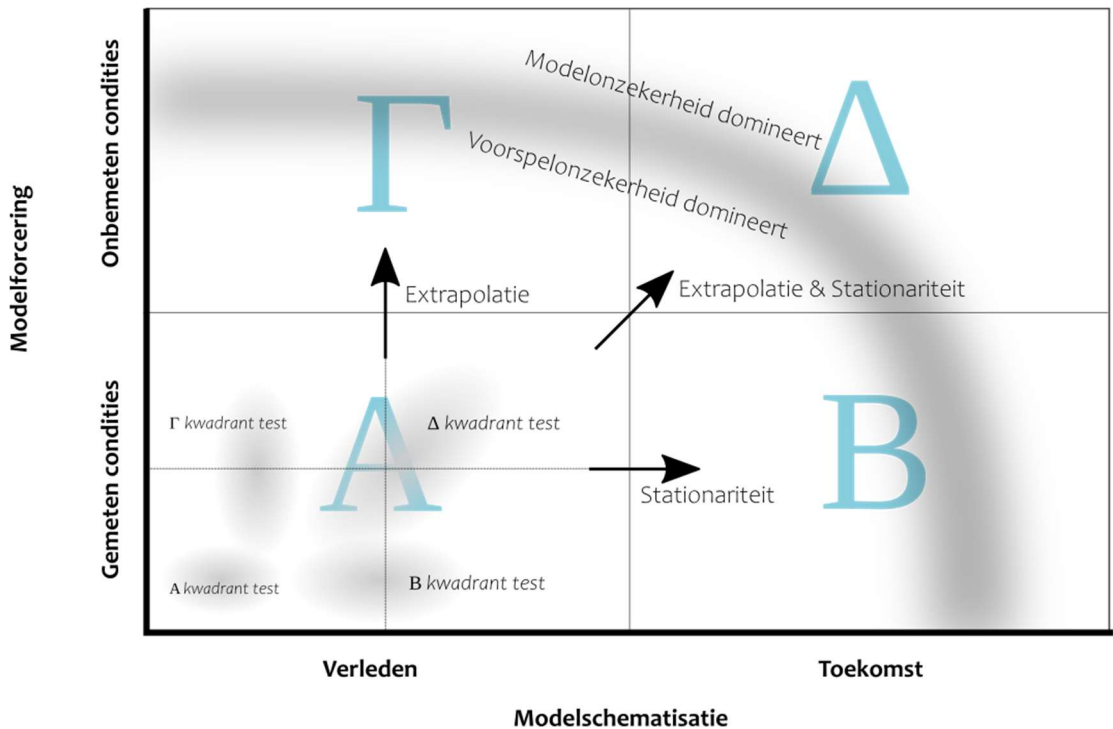 Modelforcering
Onbemeten condities
Gemeten condities
Γ
Δ
Modelonzekerheid domineert
Voorspelonzekerheid domineert
Extrapolatie
Extrapolatie & Stationariteit
A
B
Γ kwadrant test
Δ kwadrant test
Stationariteit
A kwadrant test
B kwadrant test
Verleden
Toekomst
Modelschematisatie